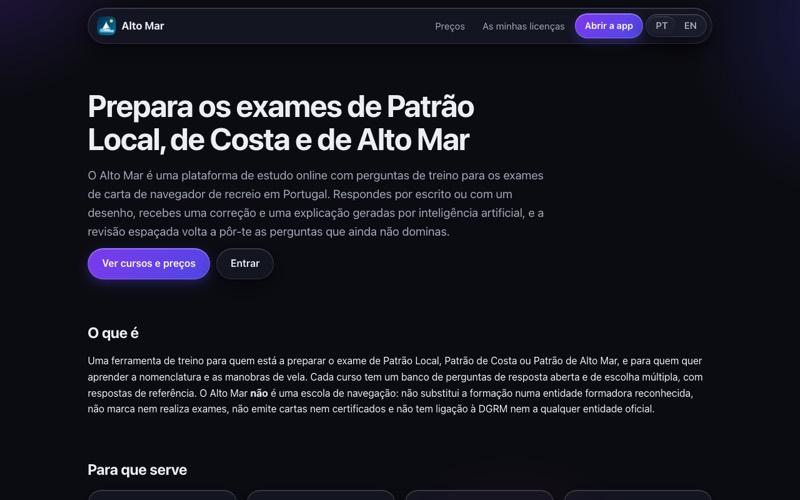 Alto Mar
Preços
As minhas licenças
Abrir a app
PT
EN
Prepara os exames de Patrão
Local, de Costa e de Alto Mar
O Alto Mar é uma plataforma de estudo online com perguntas de treino para os exames
de carta de navegador de recreio em Portugal. Respondes por escrito ou com um
desenho, recebes uma correção e uma explicação geradas por inteligência artificial, e a
revisão espaçada volta a pôr-te as perguntas que ainda não dominas.
Ver cursos e preços
Entrar
O que é
Uma ferramenta de treino para quem está a preparar o exame de Patrão Local, Patrão de Costa ou Patrão de Alto Mar, e para quem quer
aprender a nomenclatura e as manobras de vela. Cada curso tem um banco de perguntas de resposta aberta e de escolha múltipla, com
respostas de referência. O Alto Mar não é uma escola de navegação: não substitui a formação numa entidade formadora reconhecida,
não marca nem realiza exames, não emite cartas nem certificados e não tem ligação à DGRM nem a qualquer entidade oficial.
Para que serve